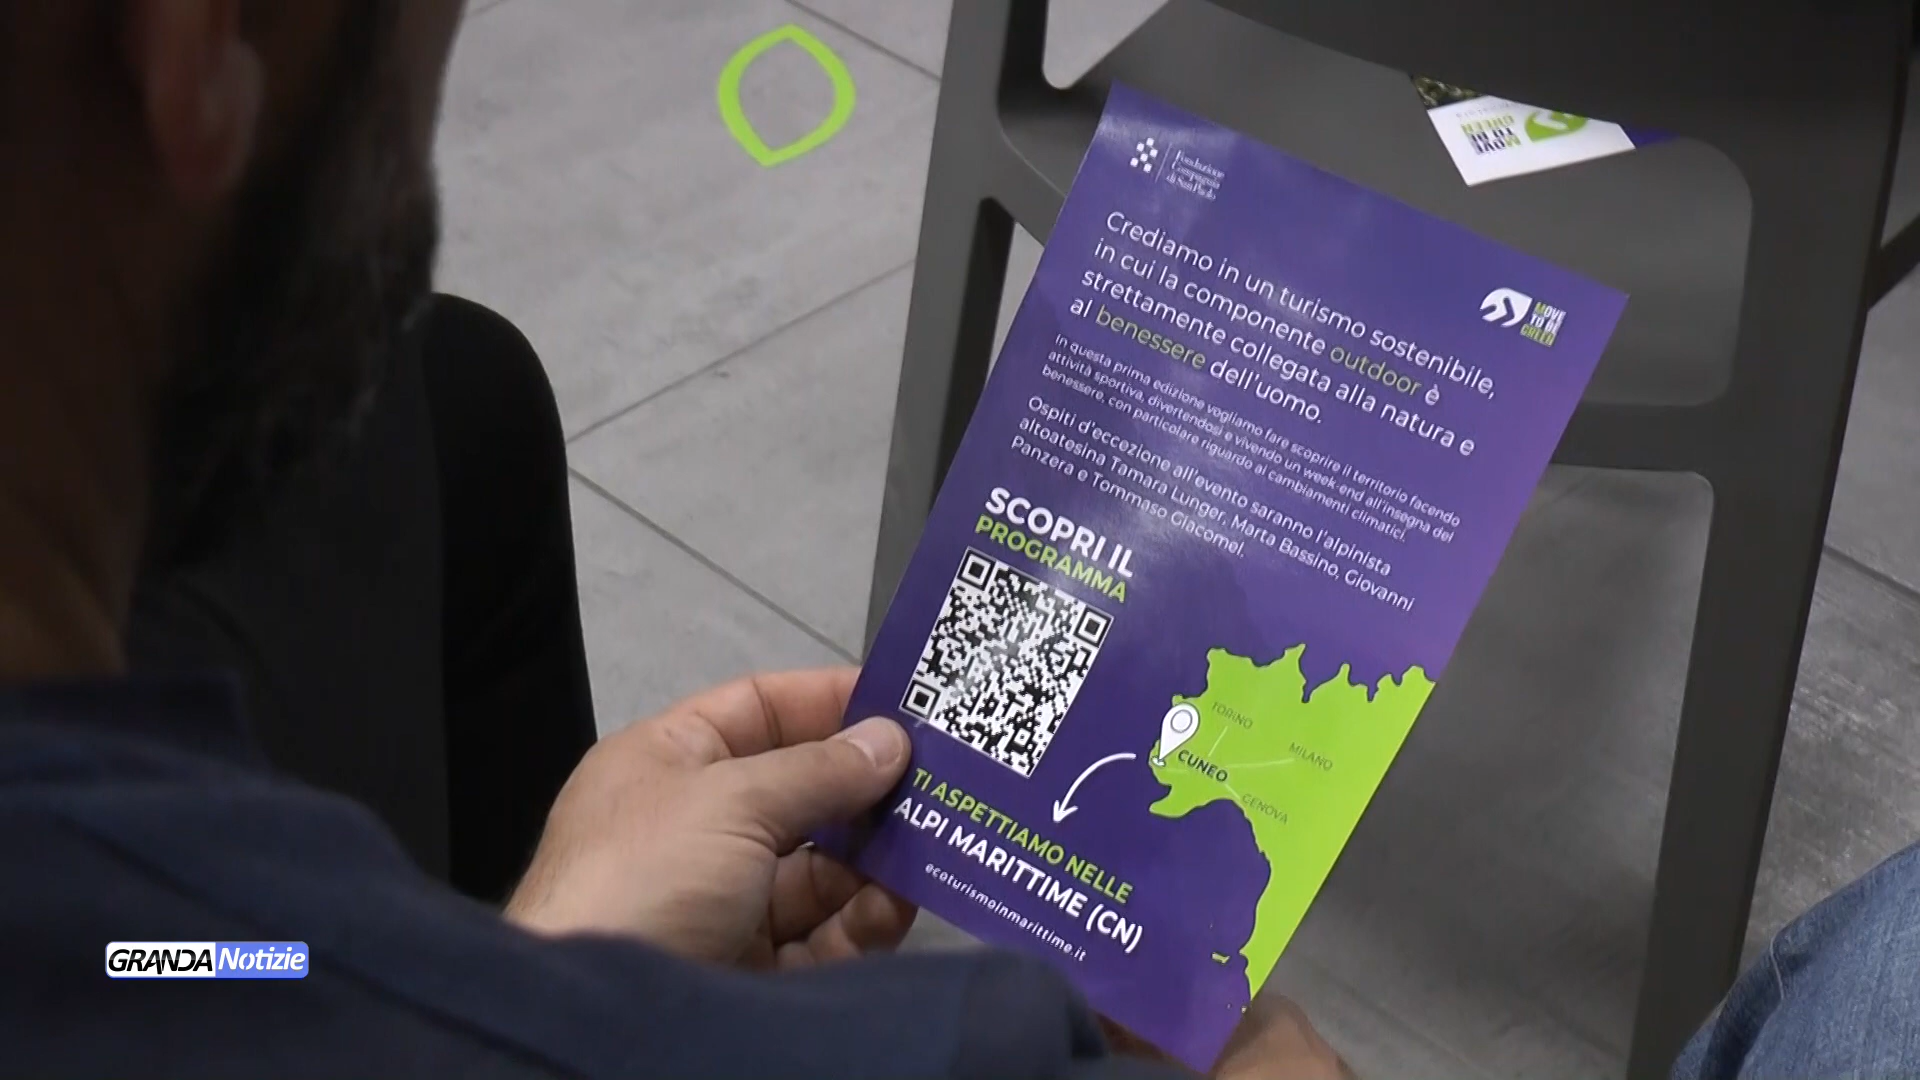 Fondazione
Compagnia
di San Paolo
MOVE
TO BE
GREEN
MOVE
TO BE
GREEN
Crediamo in un turismo sostenibile,
in cui la componente outdoor è
strettamente collegata alla natura e
al benessere dell'uomo.
In questa prima edizione vogliamo fare scoprire il territorio facendo
attività sportiva, divertendosi e vivendo un week-end all'insegna del
benessere, con particolare riguardo ai cambiamenti climatici.
Ospiti d'eccezione all'evento saranno l'alpinista
altoatesina Tamara Lunger, Marta Bassino, Giovanni
Panzera e Tommaso Giacomel.
SCOPRI IL
PROGRAMMA
TORINO
MILANO
CUNEO
GENOVA
TI ASPETTIAMO NELLE
ALPI MARITTIME (CN)
ecoturismoinmarittime.it
GRANDA Notizie